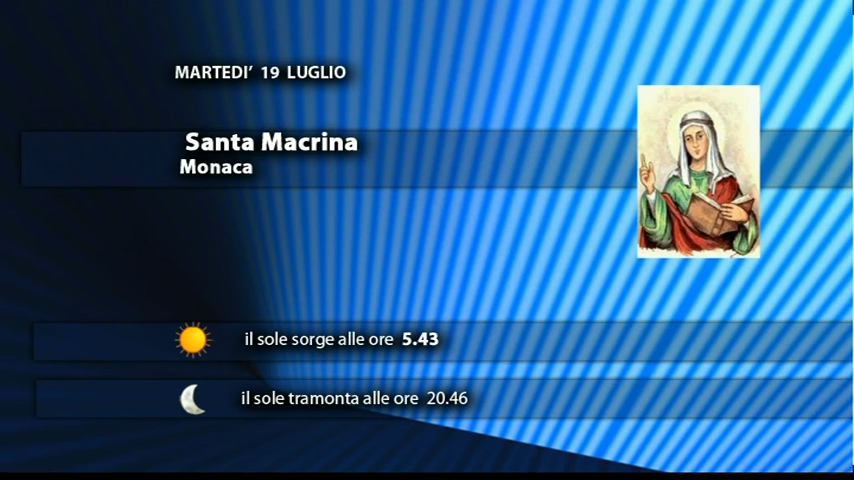 MARTEDI’ 19 LUGLIO
Santa Macrina
Monaca
il sole sorge alle ore 5.43
il sole tramonta alle ore 20.46